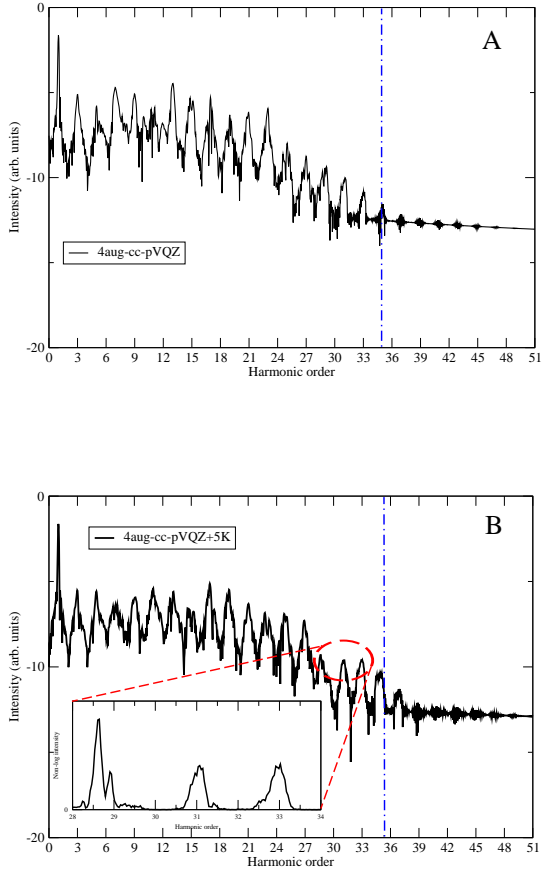 A
0
-10
-20
Intensity (arb. units)
4aug-cc-pVQZ
0 3 6 9 12 15 18 21 24 27 30 33 36 39 42 45 48 51
Harmonic order
B
0
-10
-20
Intensity (arb. units)
4aug-cc-pVQZ+5K
Non-log intensity
0
28 29 30 31 32 33 34
Harmonic order
0 3 6 9 12 15 18 21 24 27 30 33 36 39 42 45 48 51
Harmonic order